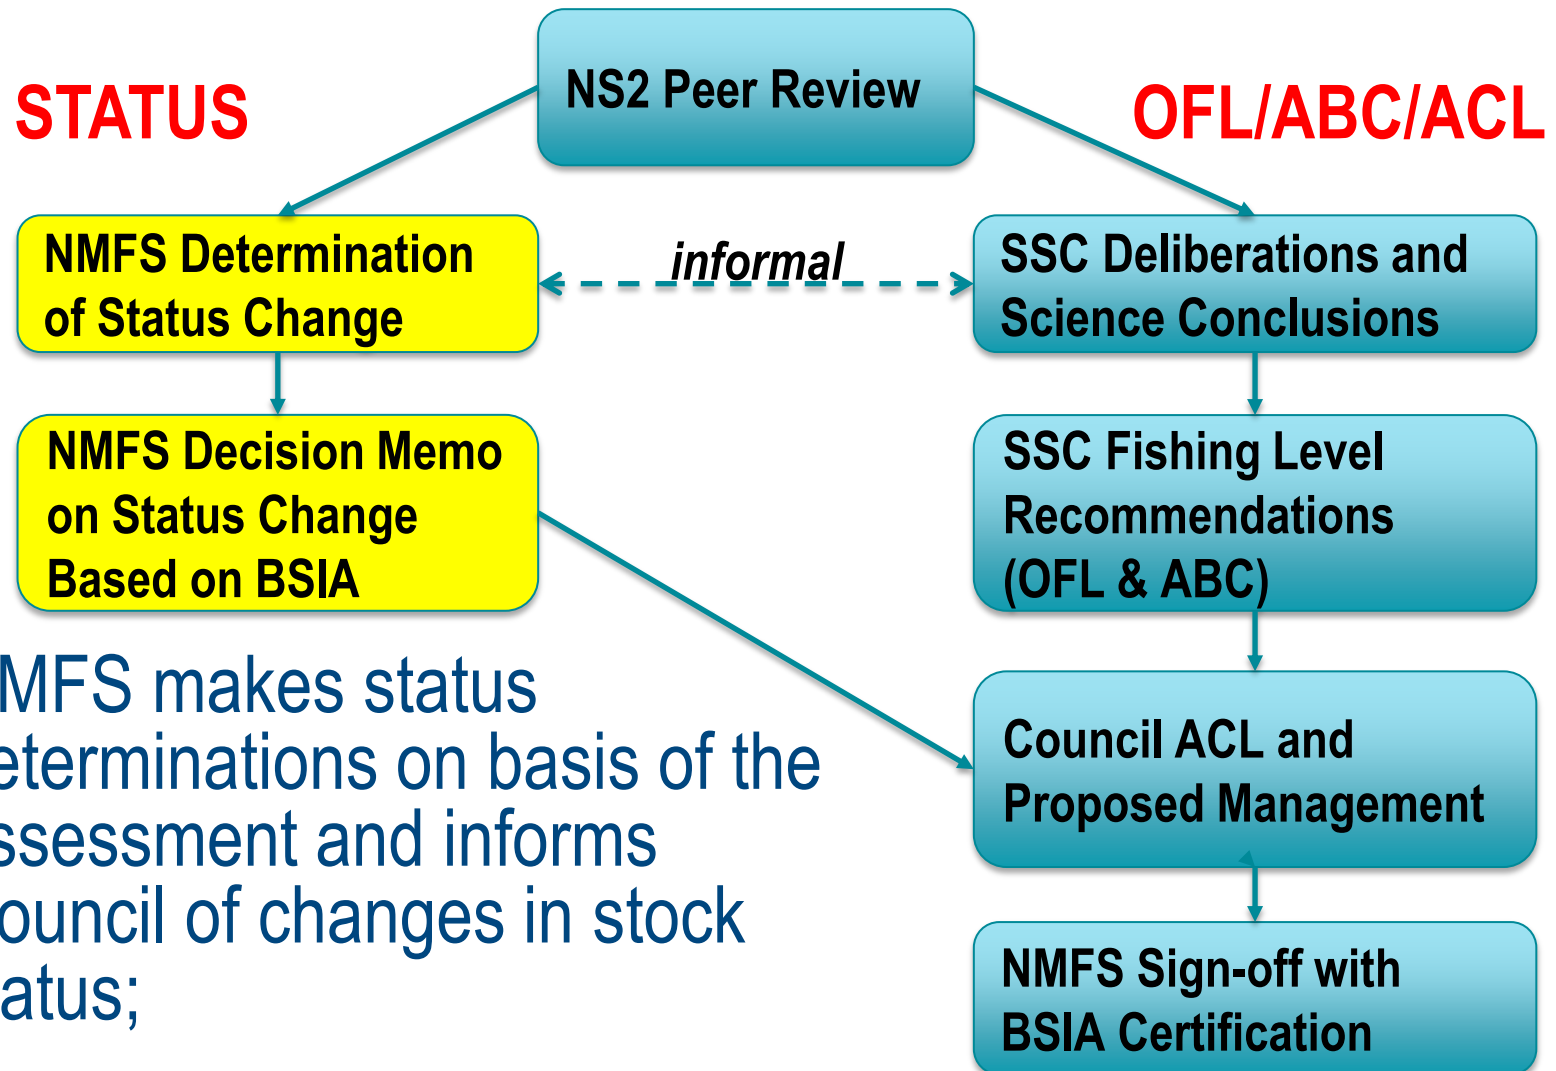 NS2 Peer Review
STATUS
OFL/ABC/ACL
NMFS Determination
of Status Change
informal
SSC Deliberations and
Science Conclusions
NMFS Decision Memo
on Status Change
Based on BSIA
SSC Fishing Level
Recommendations
(OFL & ABC)
MFS makes status
eterminations on basis of the
ssessment and informs
ouncil of changes in stock
atus;
Council ACL and
Proposed Management
NMFS Sign-off with
BSIA Certification